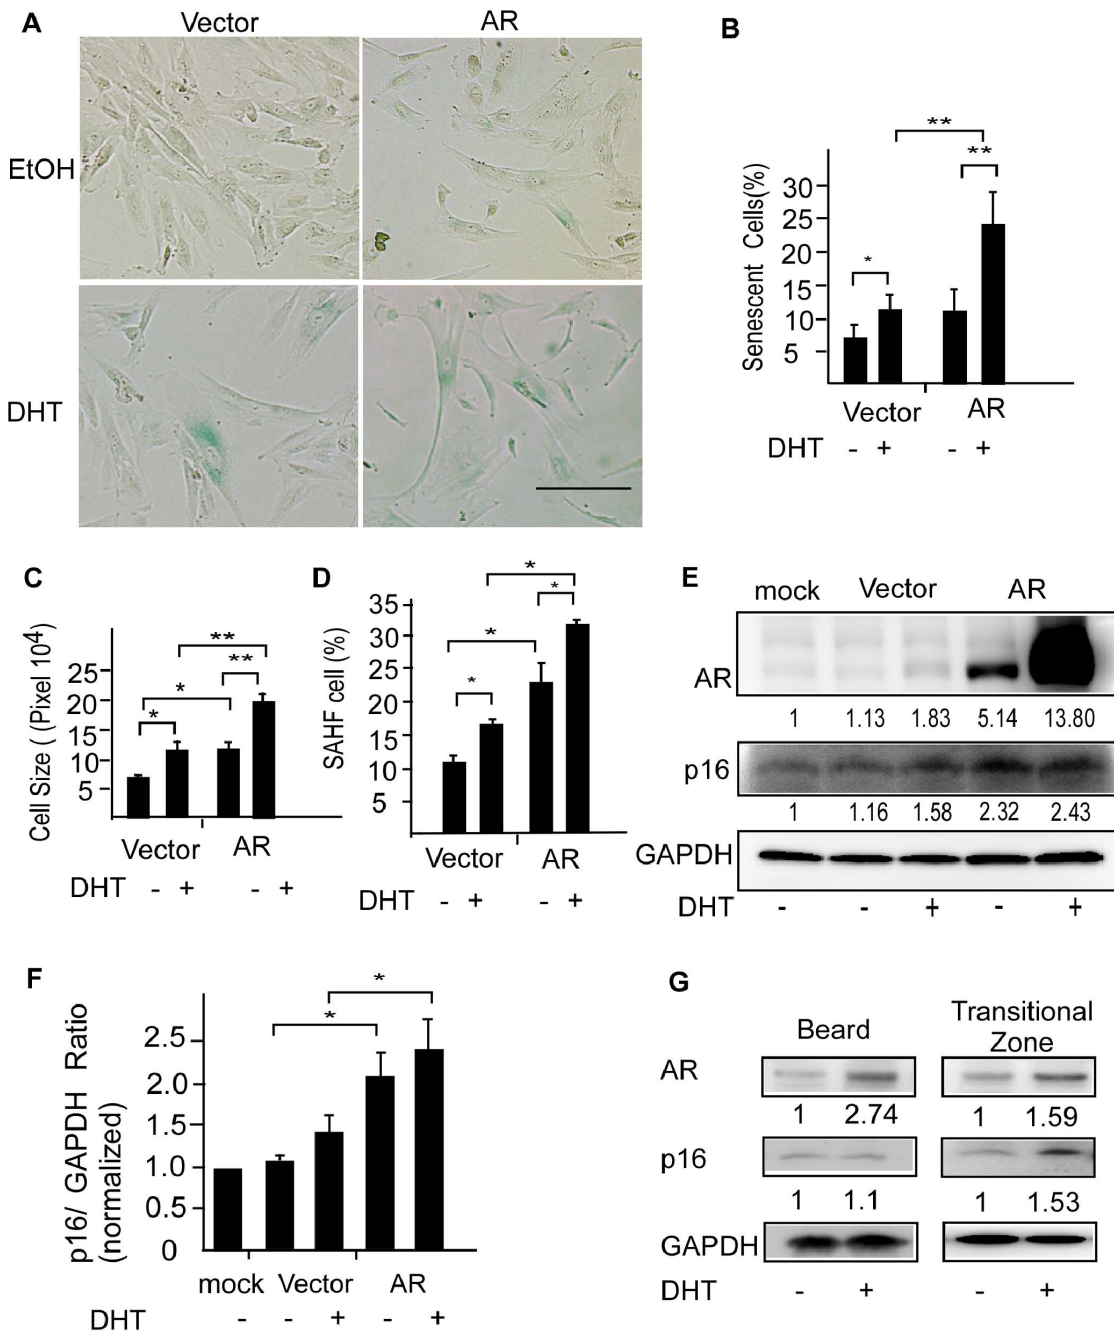 A
Vector
AR
EtOH
DHT
B
Senescent Cells(%)
**
**
*
30
25
20
15
10
5
Vector
AR
DHT - + - +
C
Cell Size ( (Pixel 10⁴)
**
**
*
*
25
20
15
10
5
Vector
AR
DHT - + - +
D
SAHF cell (%)
*
*
*
*
35
30
25
20
15
10
5
Vector
AR
DHT - + - +
E
mock Vector AR
AR
1 1.13 1.83 5.14 13.80
p16
1 1.16 1.58 2.32 2.43
GAPDH
DHT - - + - +
F
p16/ GAPDH Ratio
(normalized)
*
*
2.5
2.0
1.5
1.0
0.5
0
mock Vector AR
DHT - - + - +
G
Beard
Transitional
Zone
AR
1 2.74 1 1.59
p16
1 1.1 1 1.53
GAPDH
DHT - + - +